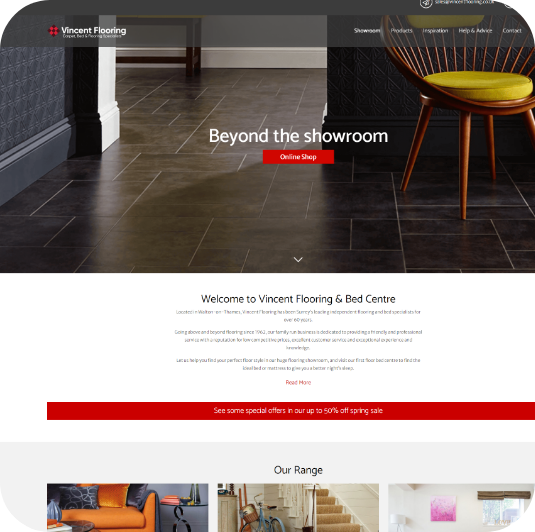 sales@vincentflooring.co.uk
Vincent Flooring
Carpet, Bed & Flooring Specialists
Showroom Products Inspiration Help & Advice Contact
Beyond the showroom
Online Shop
Welcome to Vincent Flooring & Bed Centre
Located in Walton-on-Thames, Vincent Flooring has been Surrey's leading independent flooring and bed specialists for
over 60 years.
Going above and beyond flooring since 1962, our family run business is dedicated to providing a friendly and professional
service with a reputation for low competitive prices, excellent customer service and exceptional experience and
knowledge.
Let us help you find your perfect floor style in our huge flooring showroom, and visit our first floor bed centre to find the
ideal bed or mattress to give you a better night's sleep.
Read More
See some special offers in our up to 50% off spring sale
Our Range